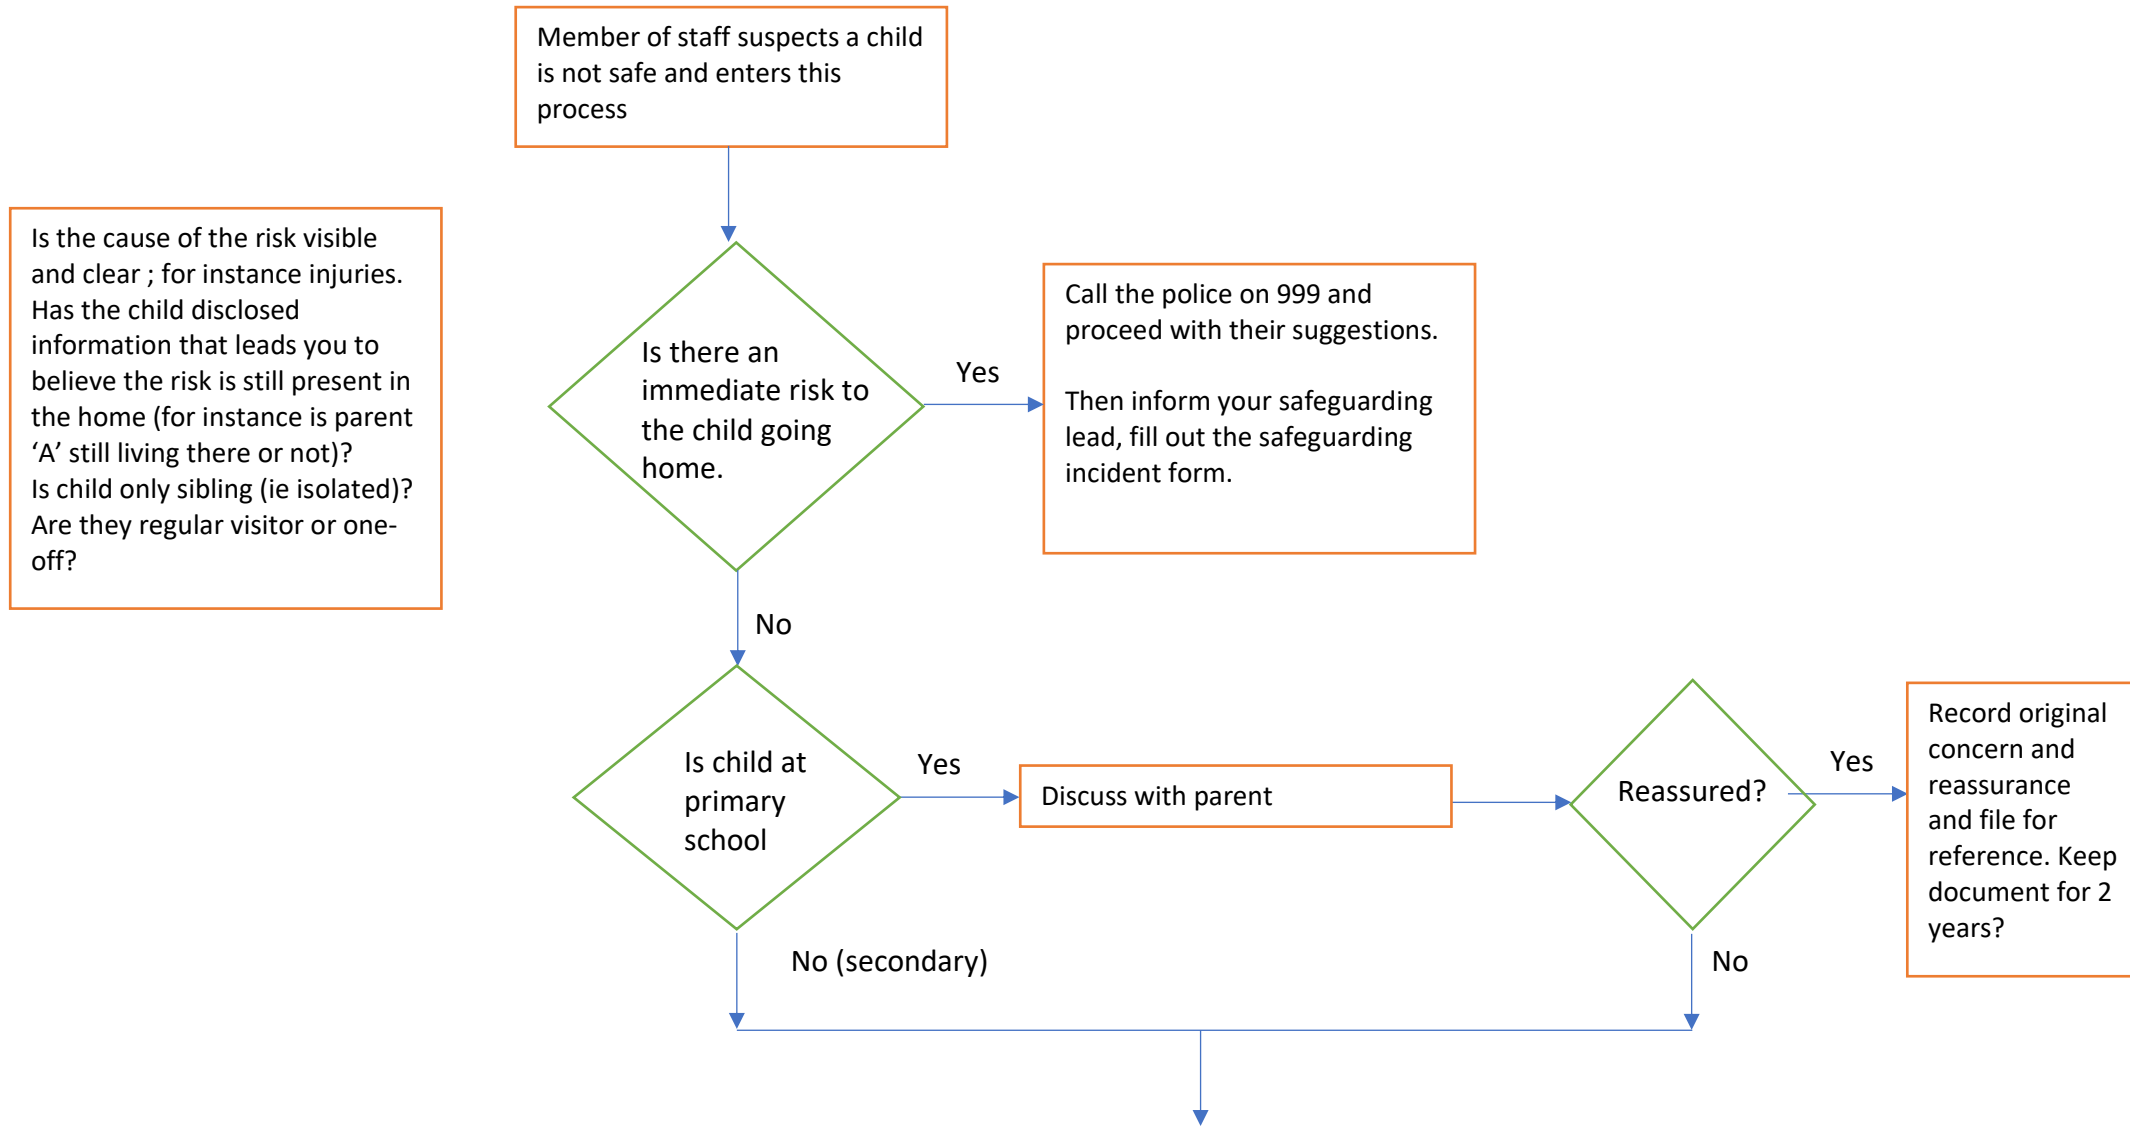 Member of staff suspects a child
is not safe and enters this
process
Is the cause of the risk visible
and clear ; for instance injuries.
Has the child disclosed
information that leads you to
believe the risk is still present in
the home (for instance is parent
‘A’ still living there or not)?
Is child only sibling (ie isolated)?
Are they regular visitor or one-
off?
Is there an
immediate risk to
the child going
home.
Yes
Call the police on 999 and
proceed with their suggestions.
Then inform your safeguarding
lead, fill out the safeguarding
incident form.
No
Is child at
primary
school
Yes
Discuss with parent
Reassured?
Yes
Record original
concern and
reassurance
and file for
reference. Keep
document for 2
years?
No (secondary)
No